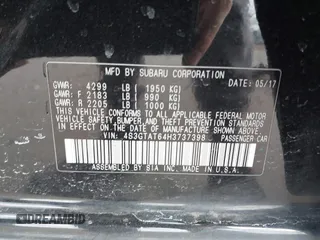 MFD BY SUBARU CORPORATION DATE: 05/17
GVWR: 4299 LB ( 1950 KG)
GAWR: F 2183 LB ( 990 KG)
GAWR: R 2205 LB ( 1000 KG)
THIS VEHICLE CONFORMS TO ALL APPLICABLE
FEDERAL MOTOR VEHICLE SAFETY, BUMPER, AND
THEFT PREVENTION STANDARDS IN EFFECT ON
THE DATE OF MANUFACTURE SHOWN ABOVE.
VIN: 4S3GTAT64H3737398 PASSENGER CAR
MADE BY SIA INC. IN U.S.A.
DREAMBID